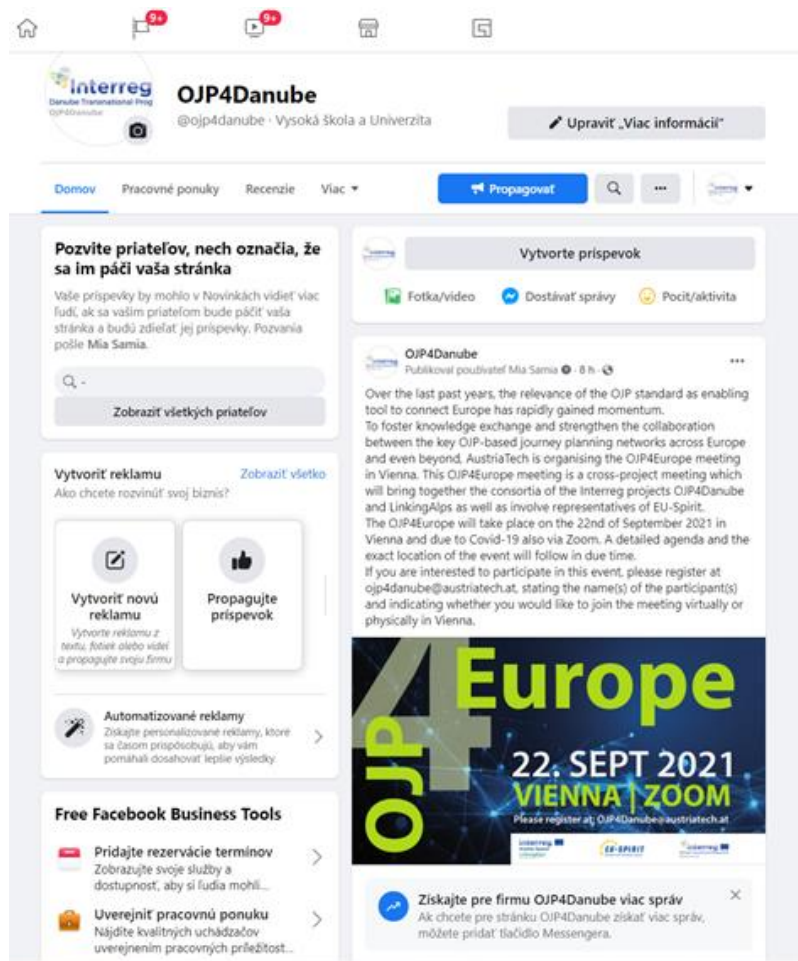 9+
9+
Interreg
Danube Transnational Prog
OJP4Danube
OJP4Danube
@ojp4danube · Vysoká škola a Univerzita
Upraviť „Viac informácií“
Domov
Pracovné ponuky
Recenzie
Viac
Propagovať
Pozvite priateľov, nech označia, že
sa im páči vaša stránka
Vaše príspevky by mohlo v Novinkách vidieť viac
ľudí, ak sa vašim priateľom bude páčiť vaša
stránka a budú zdieľať jej príspevky. Pozvania
pošle Mia Samia.
-
Zobraziť všetkých priateľov
Vytvoriť reklamu
Zobraziť všetko
Ako chcete rozvinúť svoj biznis?
Vytvoriť novú
reklamu
Vytvorte reklamu z
textu, fotiek alebo videí
a propagujte svoju firmu
Propagujte
príspevok
Automatizované reklamy
Získajte personalizované reklamy, ktoré
sa časom prispôsobujú, aby vám
pomáhali dosahovať lepšie výsledky.
Free Facebook Business Tools
Pridajte rezervácie termínov
Zobrazujte svoje služby a
dostupnosť, aby si ľudia mohli...
Uverejniť pracovnú ponuku
Nájdite kvalitných uchádzačov
uverejnením pracovných príležitost...
Vytvorte príspevok
Fotka/video
Dostávať správy
Pocit/aktivita
OJP4Danube
Publikoval používateľ Mia Samia · 8 h ·
Over the last past years, the relevance of the OJP standard as enabling
tool to connect Europe has rapidly gained momentum.
To foster knowledge exchange and strengthen the collaboration
between the key OJP-based journey planning networks across Europe
and even beyond, AustriaTech is organising the OJP4Europe meeting
in Vienna. This OJP4Europe meeting is a cross-project meeting which
will bring together the consortia of the Interreg projects OJP4Danube
and LinkingAlps as well as involve representatives of EU-Spirit.
The OJP4Europe will take place on the 22nd of September 2021 in
Vienna and due to Covid-19 also via Zoom. A detailed agenda and the
exact location of the event will follow in due time.
If you are interested to participate in this event, please register at
ojp4danube@austriatech.at, stating the name(s) of the participant(s)
and indicating whether you would like to join the meeting virtually or
physically in Vienna.
OJP
4
Europe
22. SEPT 2021
VIENNA | ZOOM
Please register at: OJP4Danube@austriatech.at
Interreg
EU-SPIRIT
Interreg
Získajte pre firmu OJP4Danube viac správ
Ak chcete pre stránku OJP4Danube získať viac správ,
môžete pridať tlačidlo Messengera.